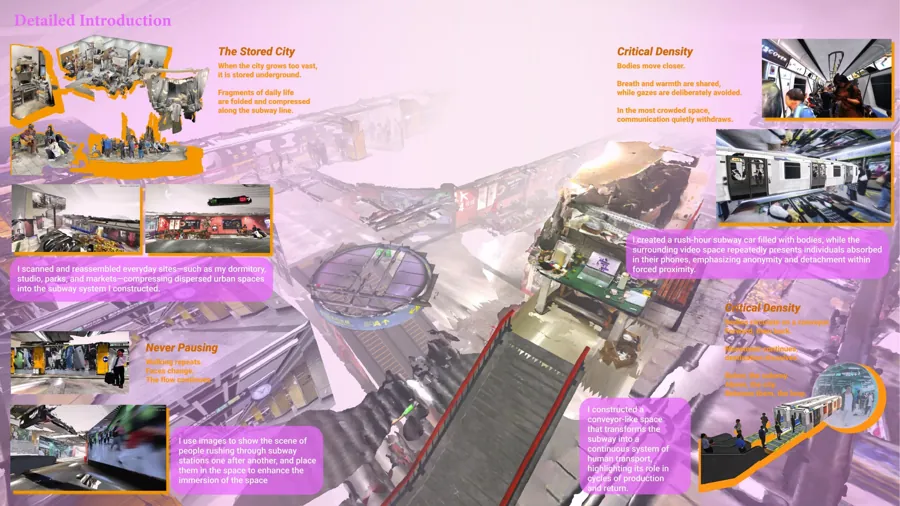 Detailed Introduction
The Stored City
When the city grows too vast,
it is stored underground.
Fragments of daily life
are folded and compressed
along the subway line.
I scanned and reassembled everyday sites—such as my dormitory,
studio, parks, and markets—compressing dispersed urban spaces
into the subway system I constructed.
Never Pausing
Walking repeats.
Faces change.
The flow continues.
I use images to show the scene of
people rushing through subway
stations one after another, and place
them in the space to enhance the
immersion of the space
Critical Density
Bodies move closer.
Breath and warmth are shared,
while gazes are deliberately avoided.
In the most crowded space,
communication quietly withdraws.
I created a rush-hour subway car filled with bodies, while the
surrounding video space repeatedly presents individuals absorbed
in their phones, emphasizing anonymity and detachment within
forced proximity.
Critical Density
I constructed a
conveyor-like space
that transforms the
subway into a
continuous system of
human transport,
highlighting its role in
cycles of production
and return.